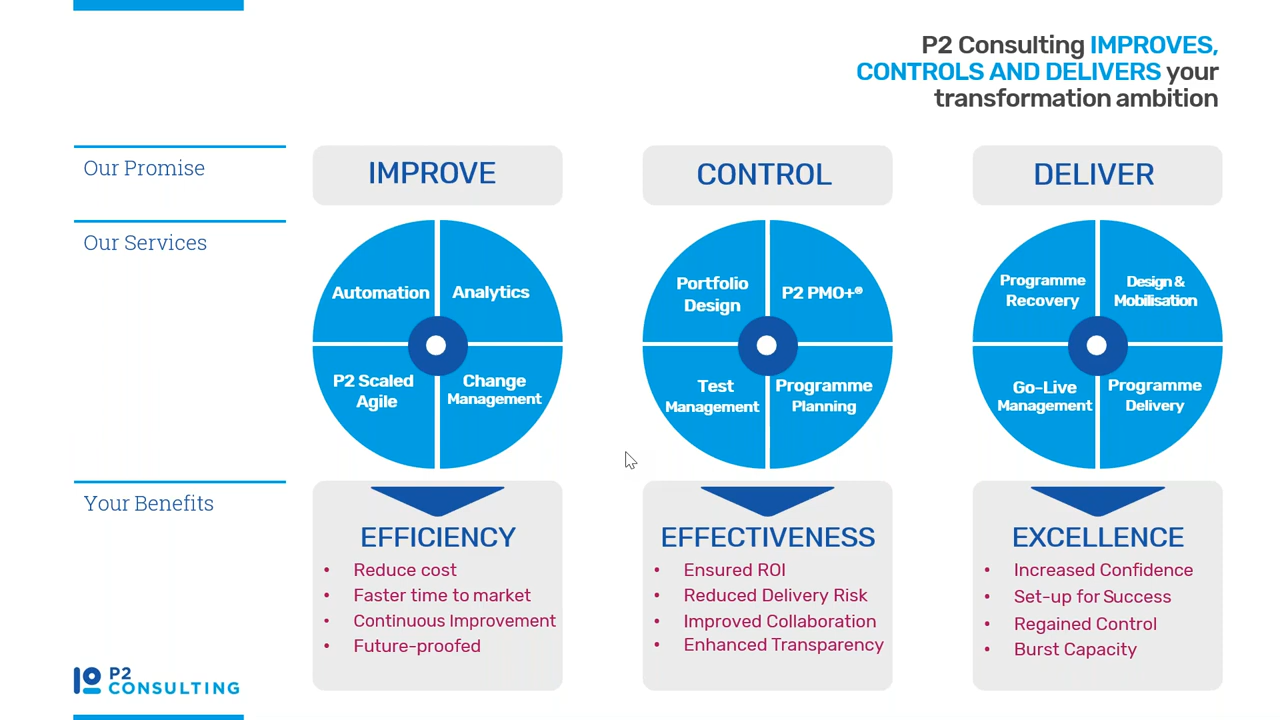 P2 Consulting IMPROVES,
CONTROLS AND DELIVERS your
transformation ambition
Our Promise
IMPROVE
CONTROL
DELIVER
Our Services
Automation
Analytics
P2 Scaled
Agile
Change
Management
Portfolio
Design
P2 PMO+®
Test
Management
Programme
Planning
Programme
Recovery
Design &
Mobilisation
Go-Live
Management
Programme
Delivery
Your Benefits
EFFICIENCY
• Reduce cost
• Faster time to market
• Continuous Improvement
• Future-proofed
EFFECTIVENESS
• Ensured ROI
• Reduced Delivery Risk
• Improved Collaboration
• Enhanced Transparency
EXCELLENCE
• Increased Confidence
• Set-up for Success
• Regained Control
• Burst Capacity
P2
CONSULTING